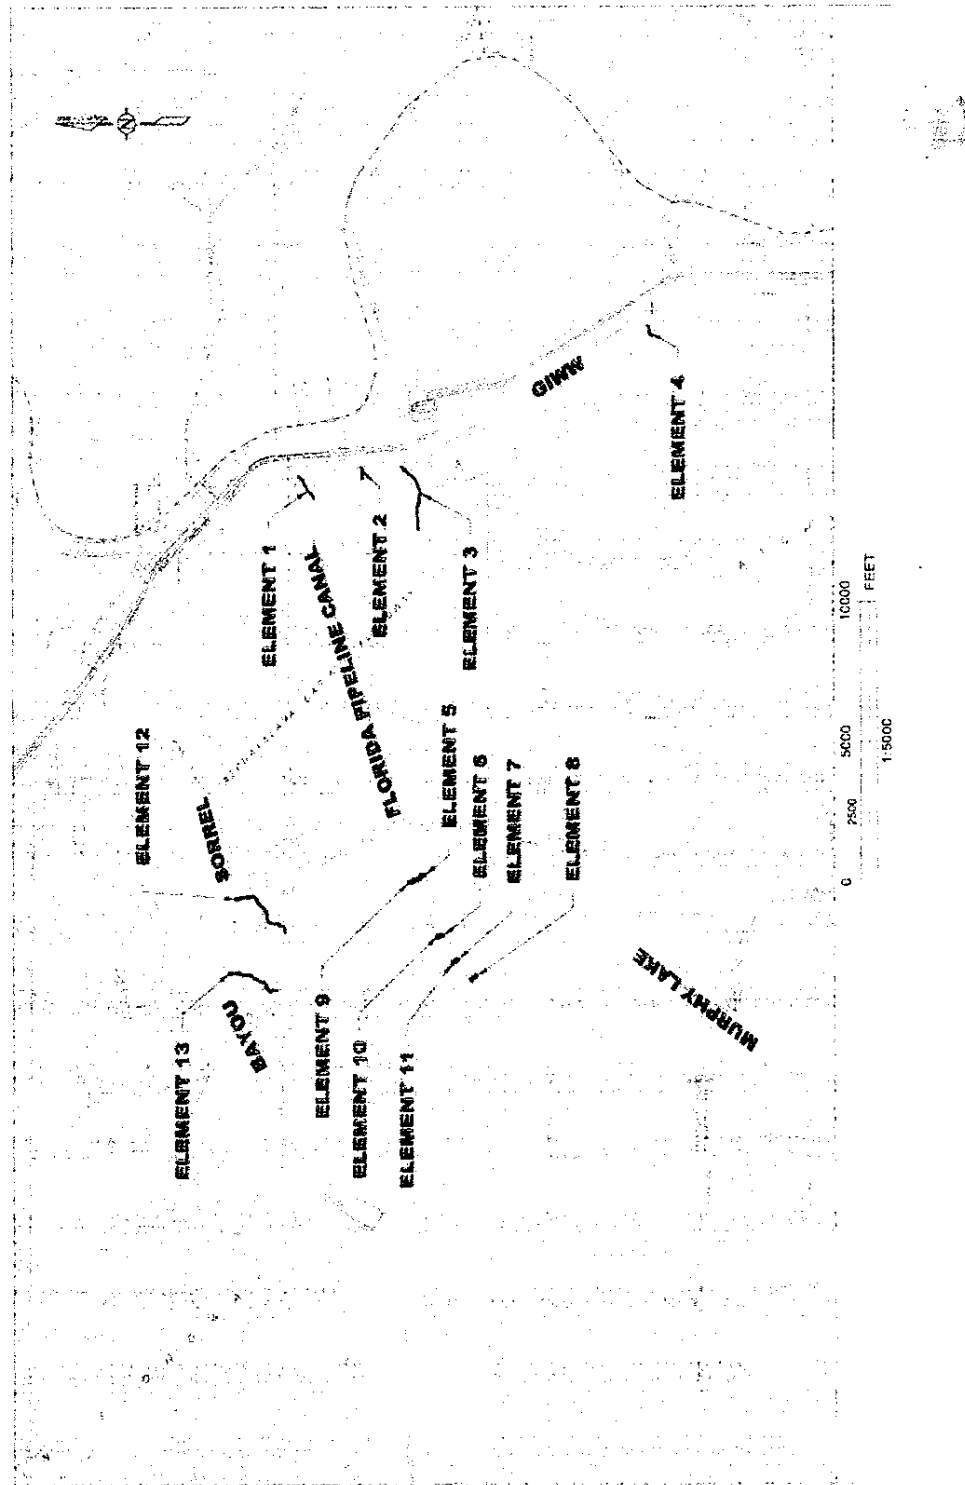 ELEMENT 13
BAYOU
ELEMENT 9
ELEMENT 10
ELEMENT 11
ELEMENT 12
SORREL
MURPHY LAKE
ELEMENT 5
ELEMENT 6
ELEMENT 7
ELEMENT 8
FLORIDA PIPELINE CANAL
ELEMENT 1
ELEMENT 2
ELEMENT 3
GIWW
ELEMENT 4
0 2500 5000 10000
FEET
1:5000
N